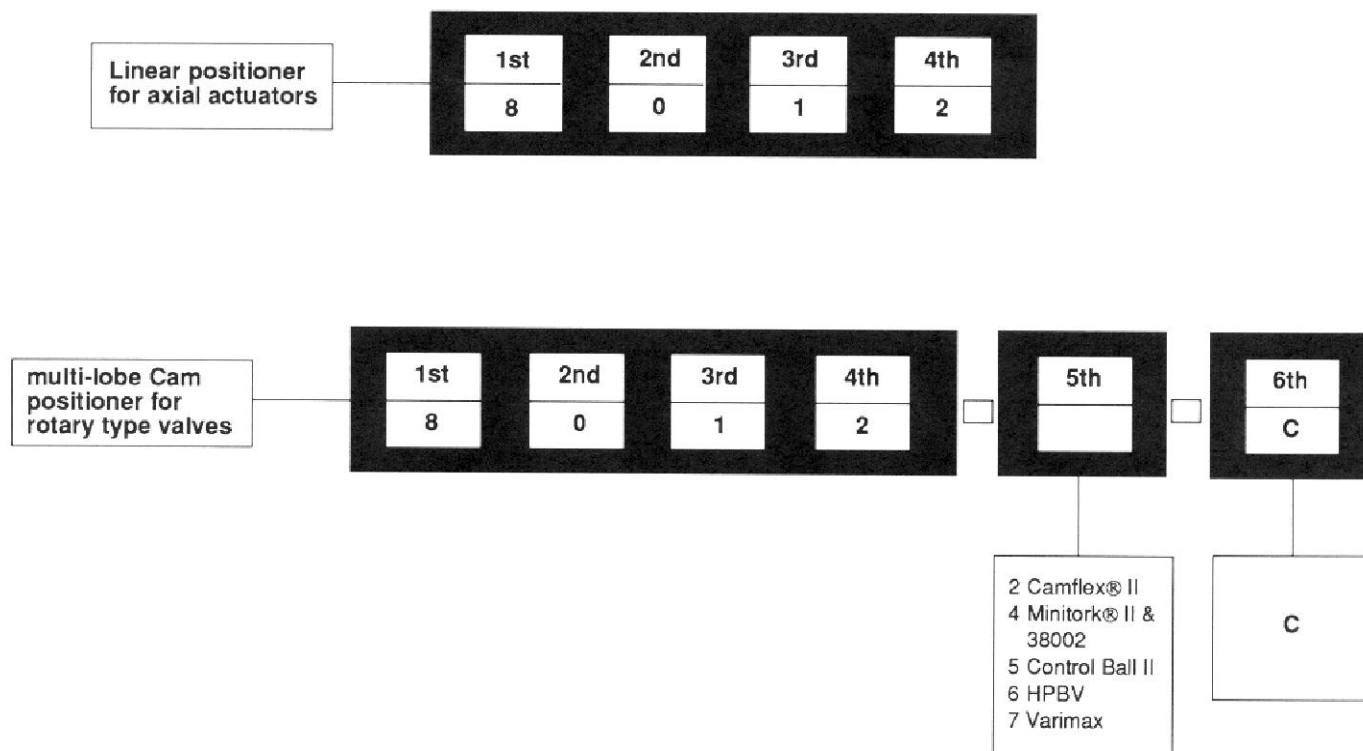 Linear positioner
for axial actuators
1st 2nd 3rd 4th
8 0 1 2
multi-lobe Cam
positioner for
rotary type valves
1st 2nd 3rd 4th 5th 6th
8 0 1 2 C
2 Camflex® II
4 Minitork® II &
38002
5 Control Ball II
6 HPBV
7 Varimax
C